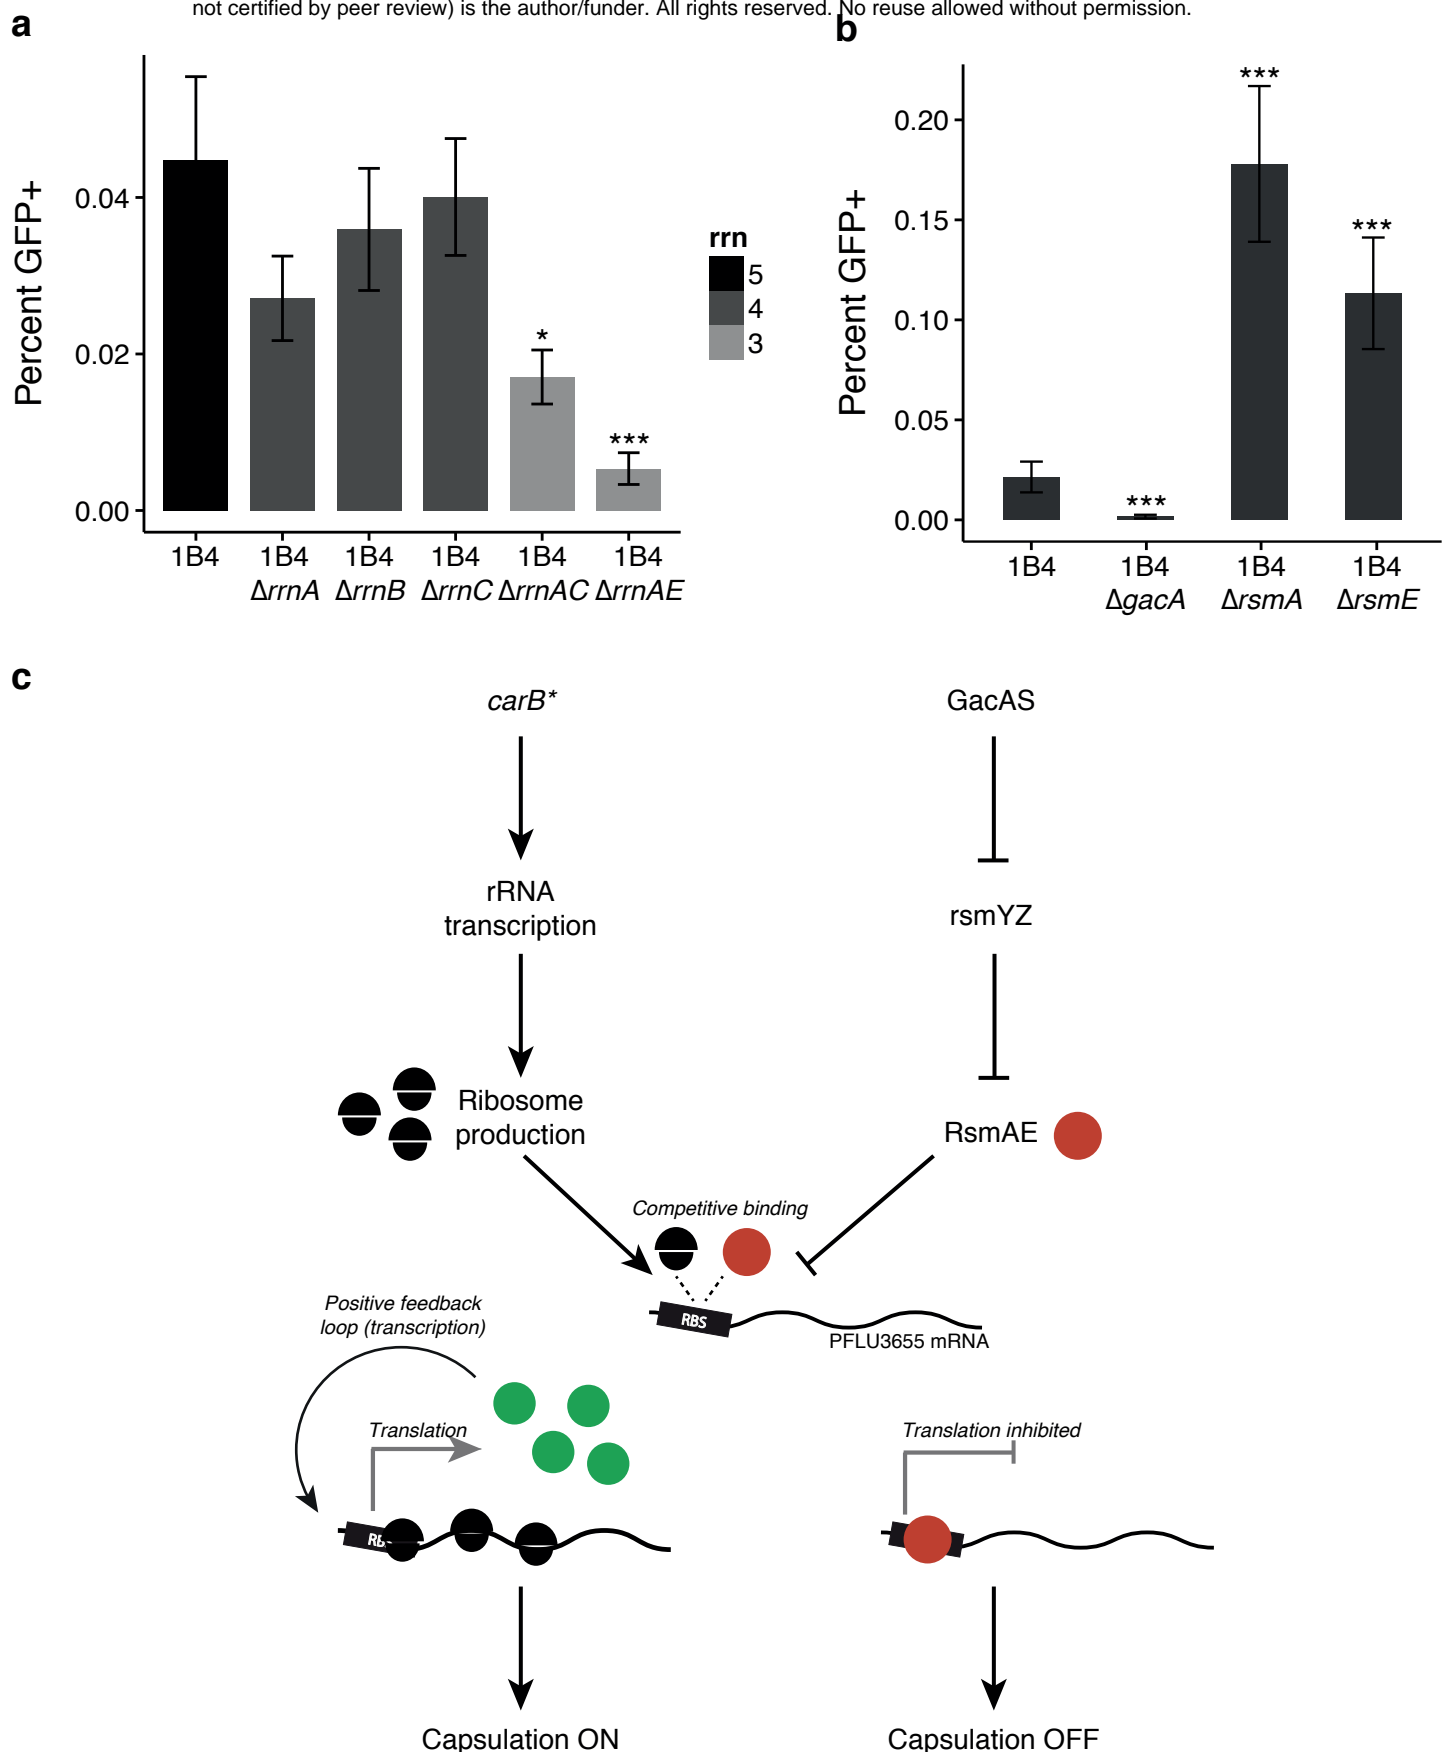 not certified by peer review) is the author/funder. All rights reserved. No reuse allowed without permission.
a
Percent GFP+
0.04
0.02
0.00
1B4
1B4
ΔrrnA
1B4
ΔrrnB
1B4
ΔrrnC
1B4
ΔrrnAC
1B4
ΔrrnAE
*
***
rrn
5
4
3
b
Percent GFP+
0.20
0.15
0.10
0.05
0.00
***
***
***
1B4
1B4
ΔgacA
1B4
ΔrsmA
1B4
ΔrsmE
c
carB*
GacAS
rRNA
transcription
rsmYZ
Ribosome
production
RsmAE
Competitive binding
RBS
PFLU3655 mRNA
Positive feedback
loop (transcription)
Translation
Translation inhibited
Capsulation ON
Capsulation OFF